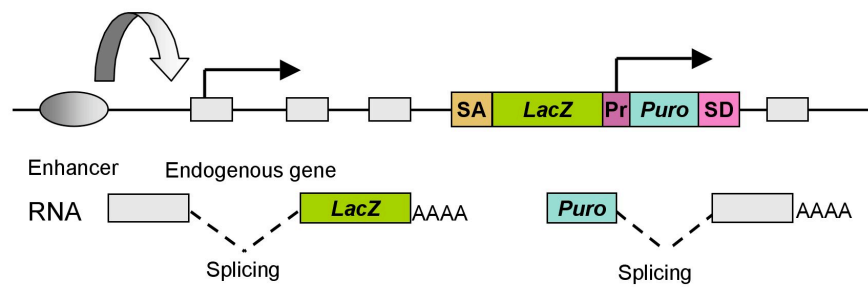 SA LacZ Pr Puro SD
Enhancer Endogenous gene
RNA LacZ AAAA Puro AAAA
Splicing Splicing